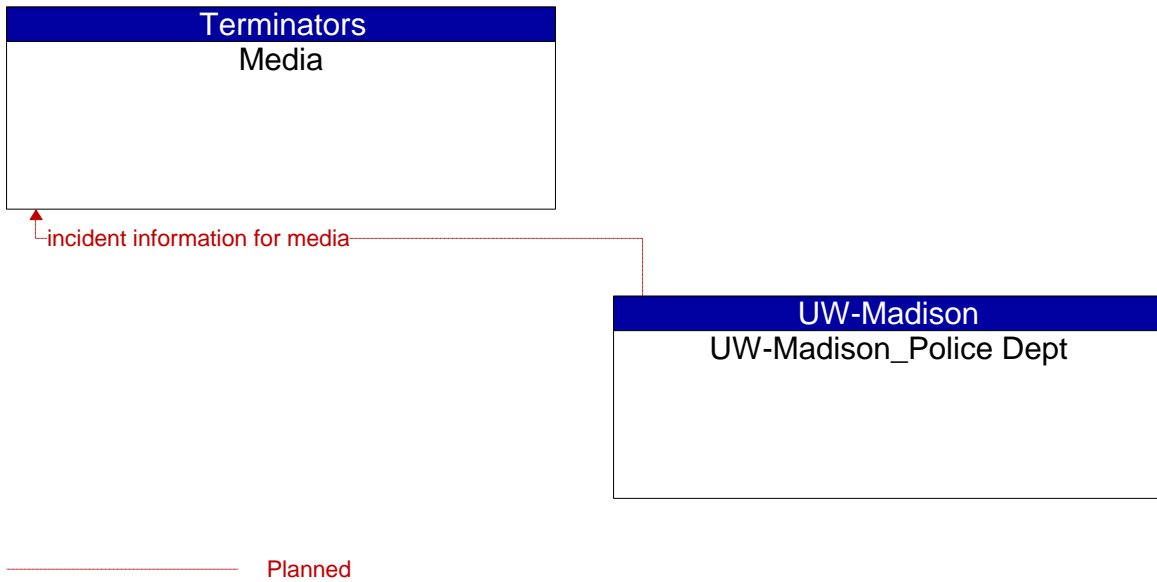 Terminators
Media
incident information for media
UW-Madison
UW-Madison_Police Dept
Planned